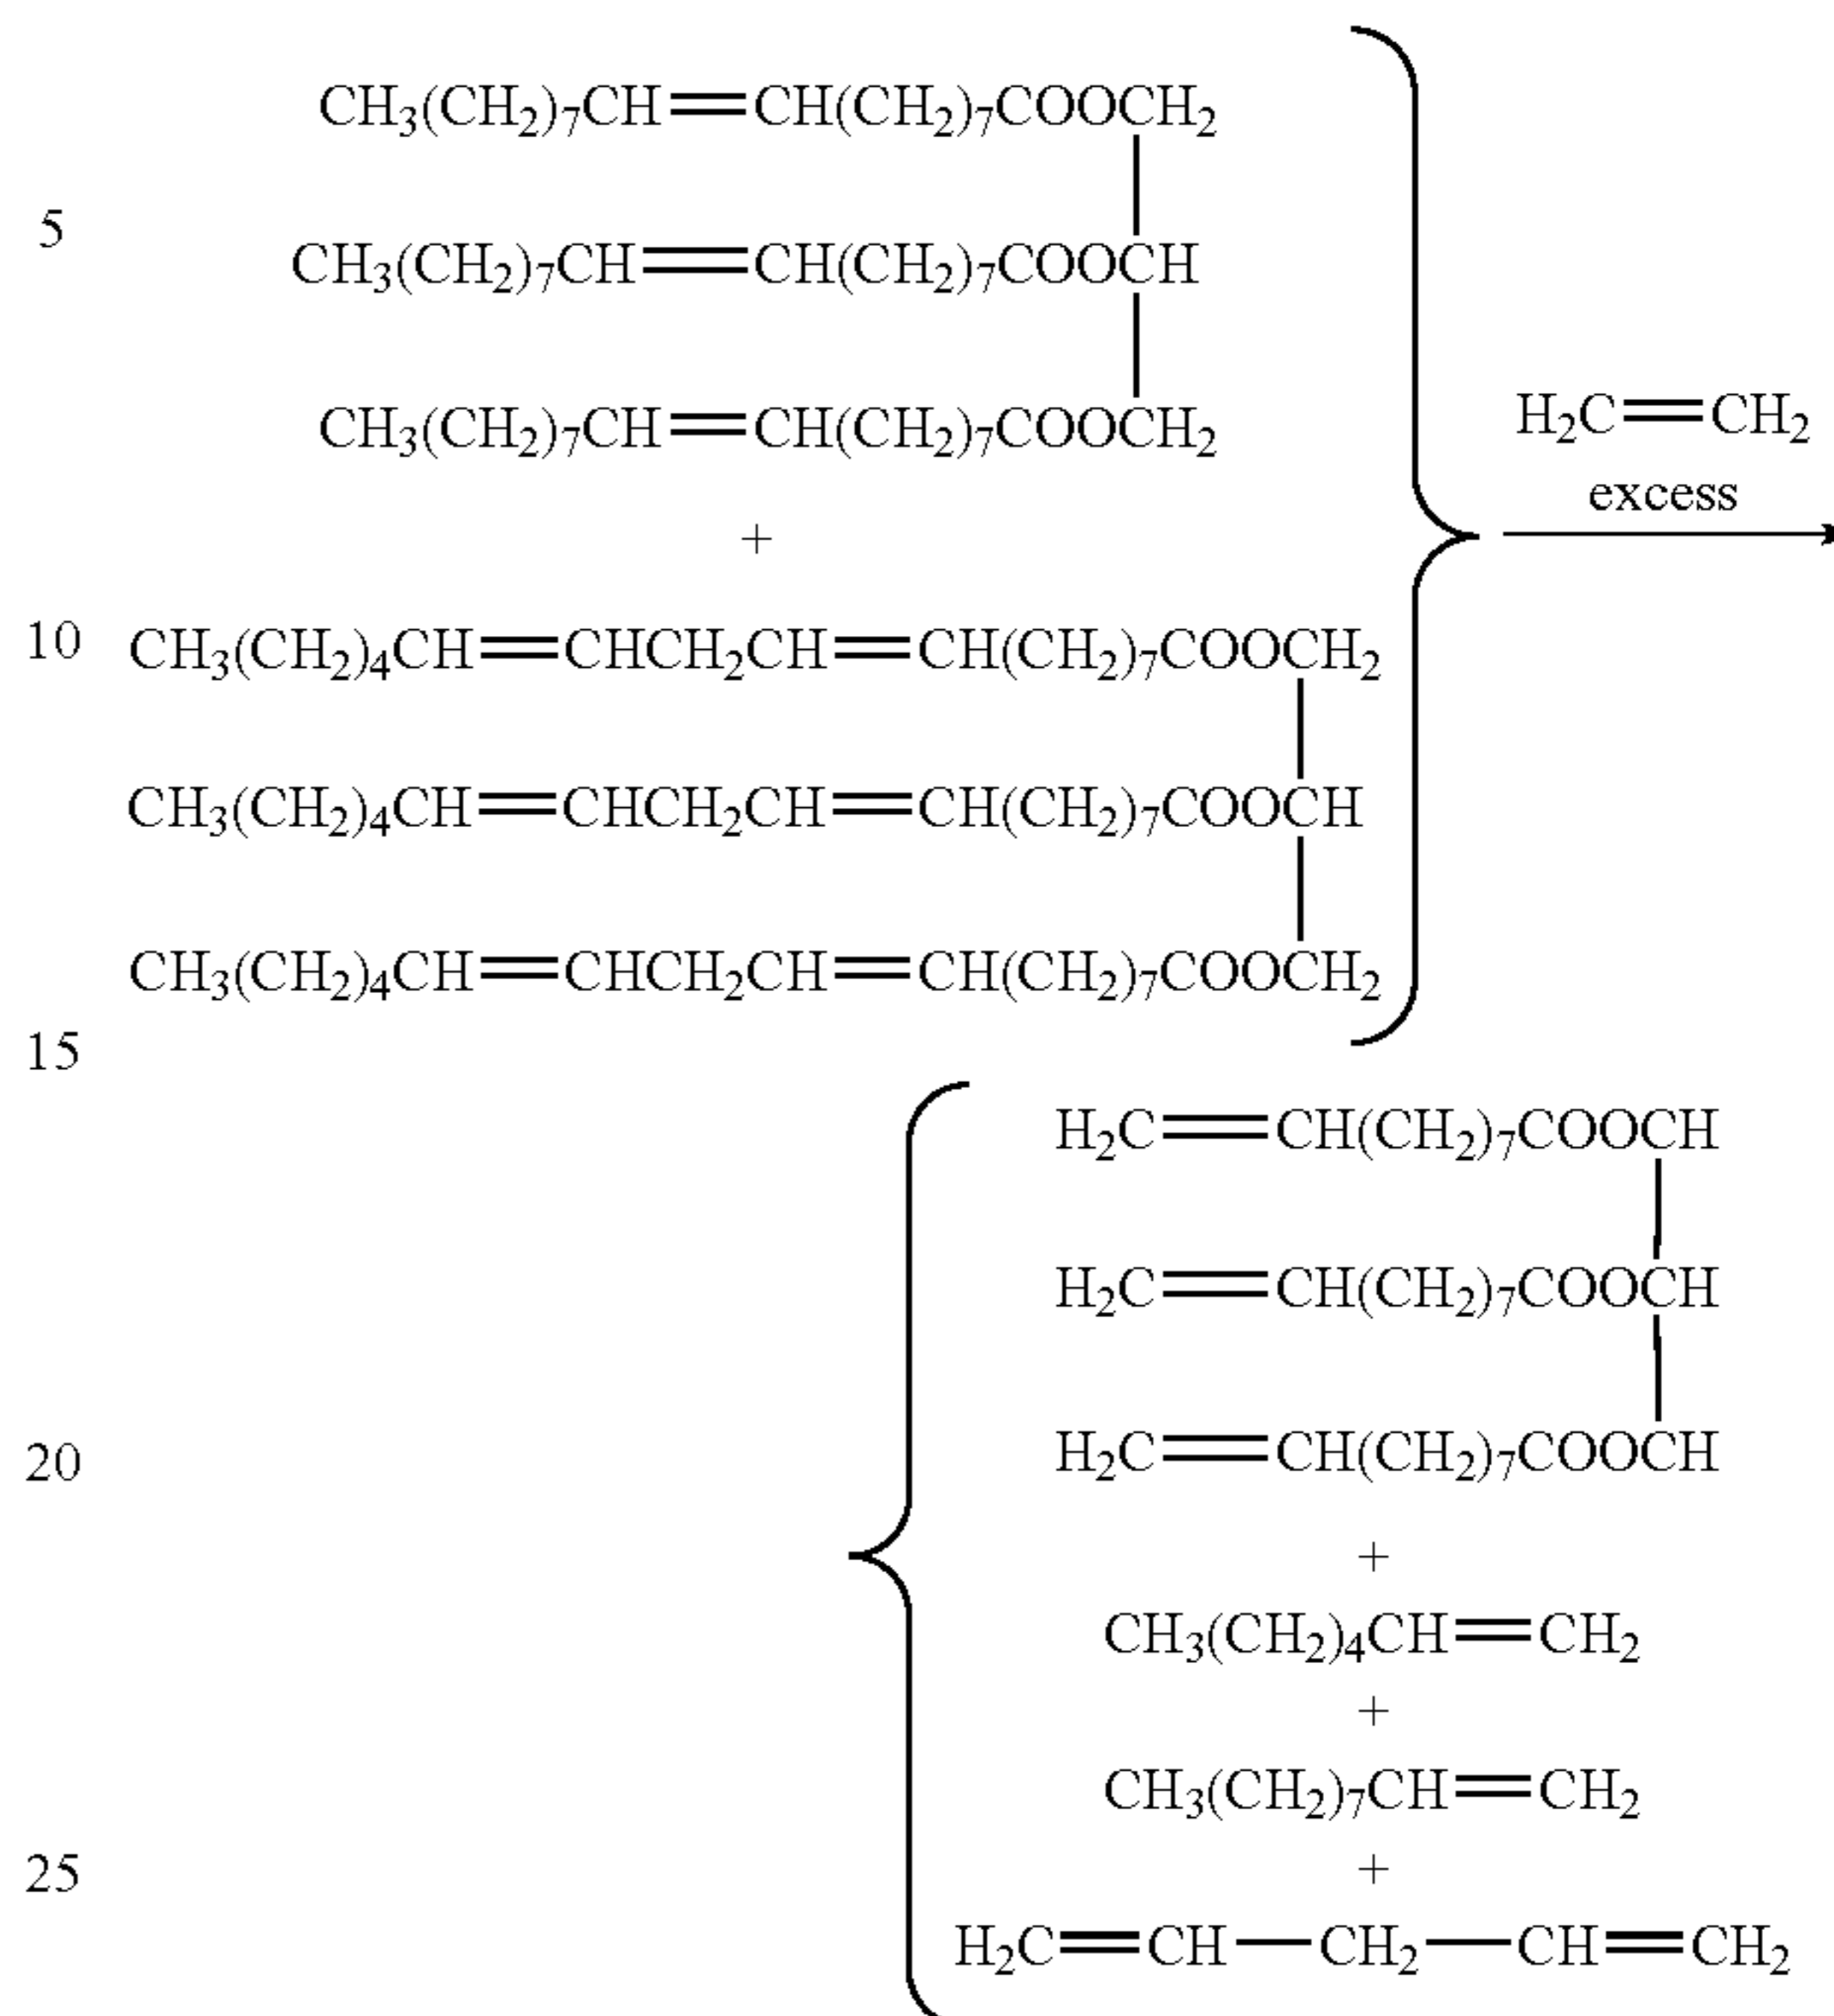 CH₃(CH₂)₇CH=CH(CH₂)₇COOCH₂
5
CH₃(CH₂)₇CH=CH(CH₂)₇COOCH
CH₃(CH₂)₇CH=CH(CH₂)₇COOCH₂
H₂C=CH₂
excess
+
10
CH₃(CH₂)₄CH=CHCH₂CH=CH(CH₂)₇COOCH₂
CH₃(CH₂)₄CH=CHCH₂CH=CH(CH₂)₇COOCH
CH₃(CH₂)₄CH=CHCH₂CH=CH(CH₂)₇COOCH₂
15
H₂C=CH(CH₂)₇COOCH
H₂C=CH(CH₂)₇COOCH
20
H₂C=CH(CH₂)₇COOCH
+
CH₃(CH₂)₄CH=CH₂
+
CH₃(CH₂)₇CH=CH₂
25
+
H₂C=CH—CH₂—CH=CH₂